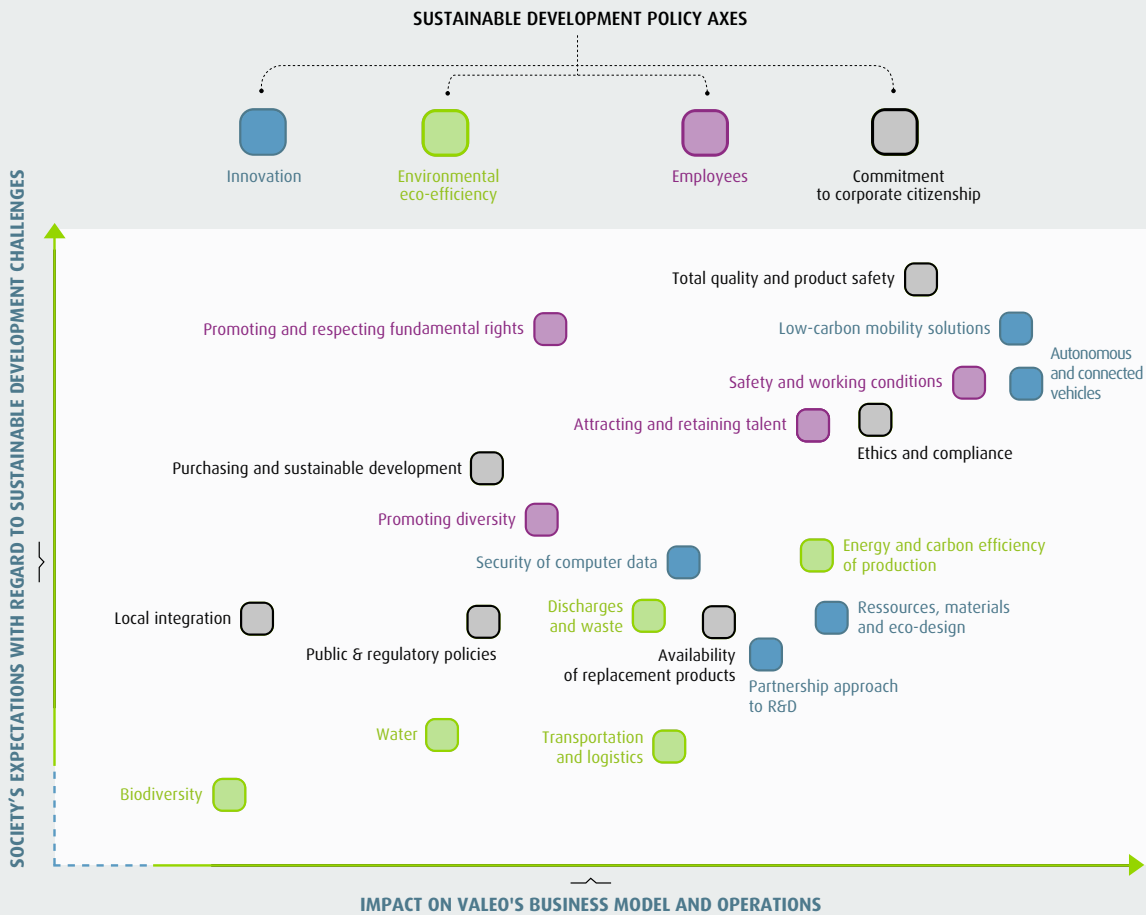 SUSTAINABLE DEVELOPMENT POLICY AXES
Innovation
Environmental
eco-efficiency
Employees
Commitment
to corporate citizenship
SOCIETY'S EXPECTATIONS WITH REGARD TO SUSTAINABLE DEVELOPMENT CHALLENGES
Total quality and product safety
Promoting and respecting fundamental rights
Low-carbon mobility solutions
Autonomous
and connected
vehicles
Safety and working conditions
Attracting and retaining talent
Ethics and compliance
Purchasing and sustainable development
Promoting diversity
Security of computer data
Energy and carbon efficiency
of production
Local integration
Public & regulatory policies
Discharges
and waste
Availability
of replacement products
Ressources, materials
and eco-design
Partnership approach
to R&D
Water
Transportation
and logistics
Biodiversity
IMPACT ON VALEO'S BUSINESS MODEL AND OPERATIONS